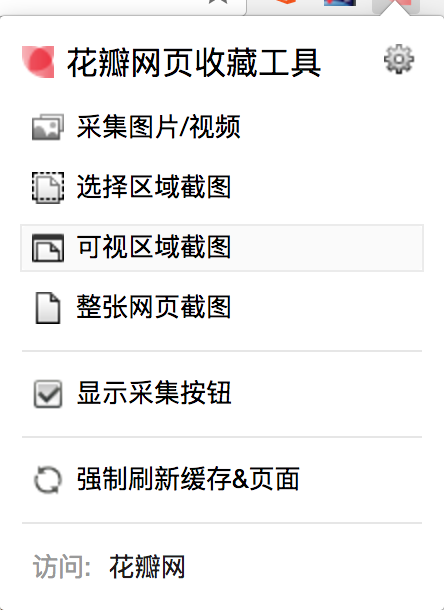 花瓣网页收藏工具
采集图片/视频
选择区域截图
可视区域截图
整张网页截图
显示采集按钮
强制刷新缓存&页面
访问: 花瓣网